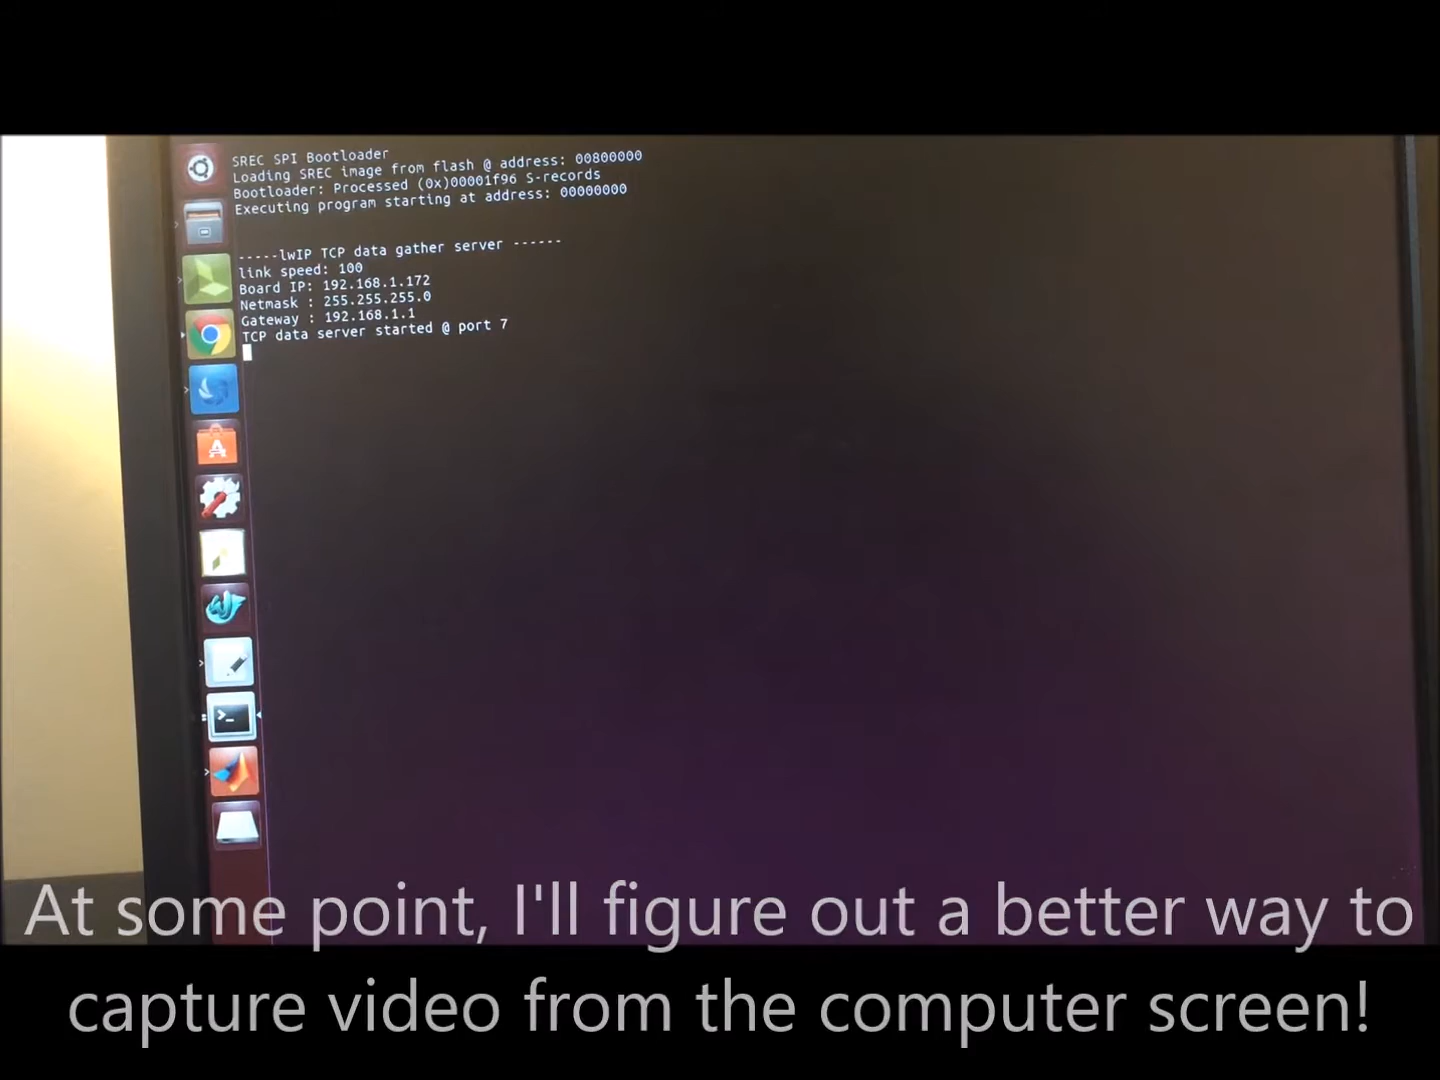 SREC SPI Bootloader
Loading SREC image from flash @ address: 00800000
Bootloader: Processed (0x)00001f96 S-records
Executing program starting at address: 00000000
-----lwIP TCP data gather server ------
link speed: 100
Board IP: 192.168.1.172
Netmask : 255.255.255.0
Gateway : 192.168.1.1
TCP data server started @ port 7
At some point, I'll figure out a better way to
capture video from the computer screen!